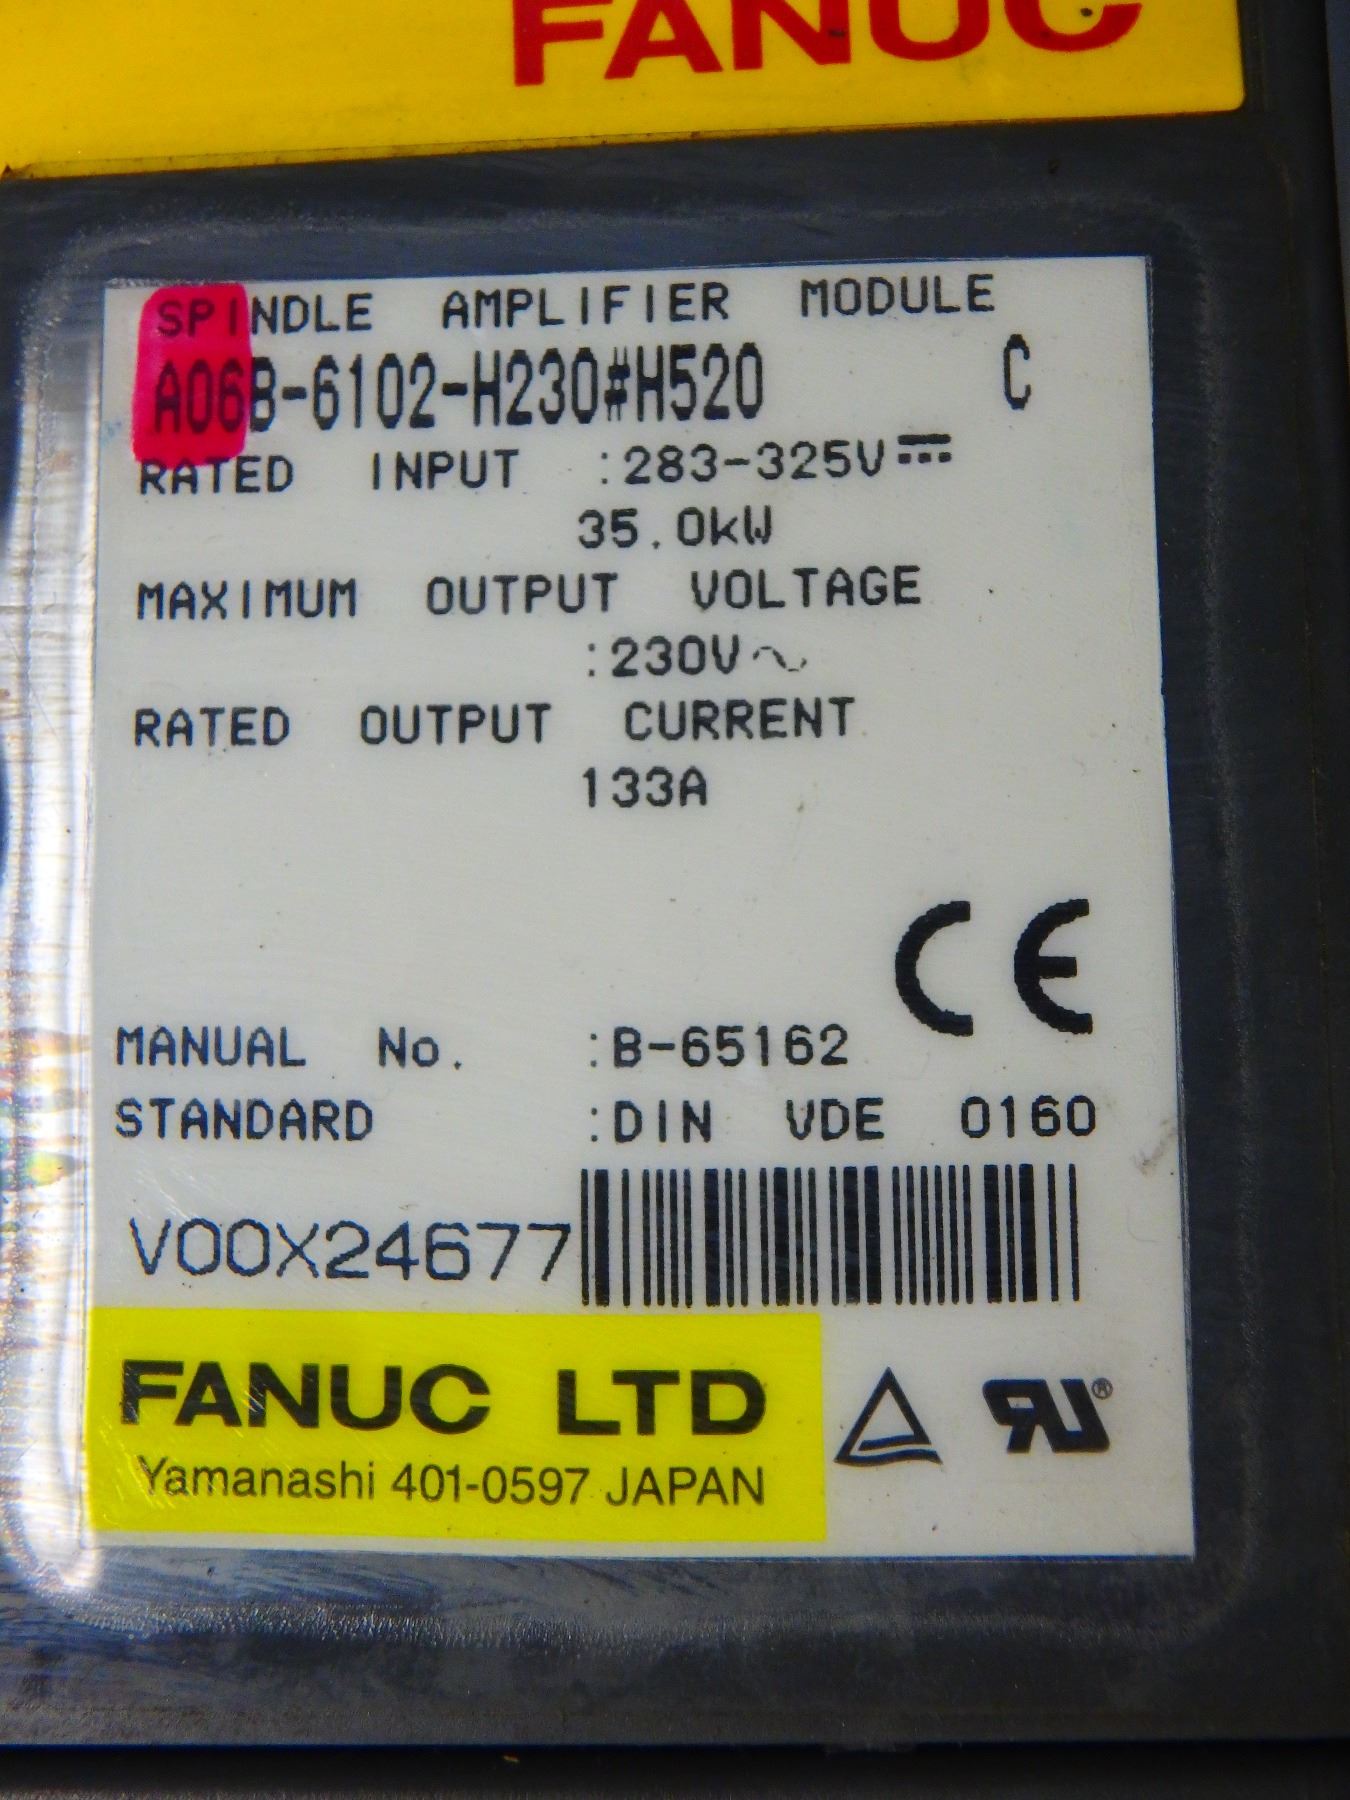 FANUC
SPINDLE AMPLIFIER MODULE
A06B-6102-H230#H520 C
RATED INPUT :283-325V⎓
35.0kW
MAXIMUM OUTPUT VOLTAGE
:230V～
RATED OUTPUT CURRENT
133A
CE
MANUAL No. :B-65162
STANDARD :DIN VDE 0160
V00X24677
FANUC LTD
Yamanashi 401-0597 JAPAN
RU®